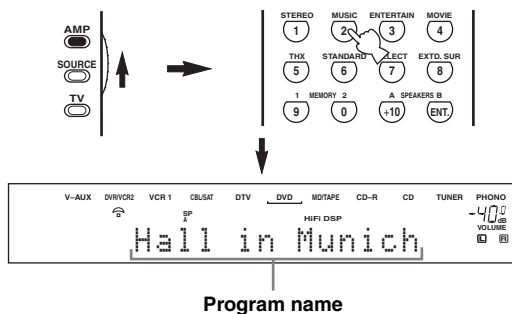 AMP
SOURCE
TV
STEREO MUSIC ENTERTAIN MOVIE
1 2 3 4
THX STANDARD SELECT EXTD. SUR
5 6 7 8
1 MEMORY 2 A SPEAKERS B
9 0 +10 ENT.
V–AUX DVR/VCR2 VCR 1 CBL/SAT DTV DVD MD/TAPE CD–R CD TUNER PHONO
SP A HiFi DSP -40.0 dB
VOLUME
L R
Hall in Munich
Program name